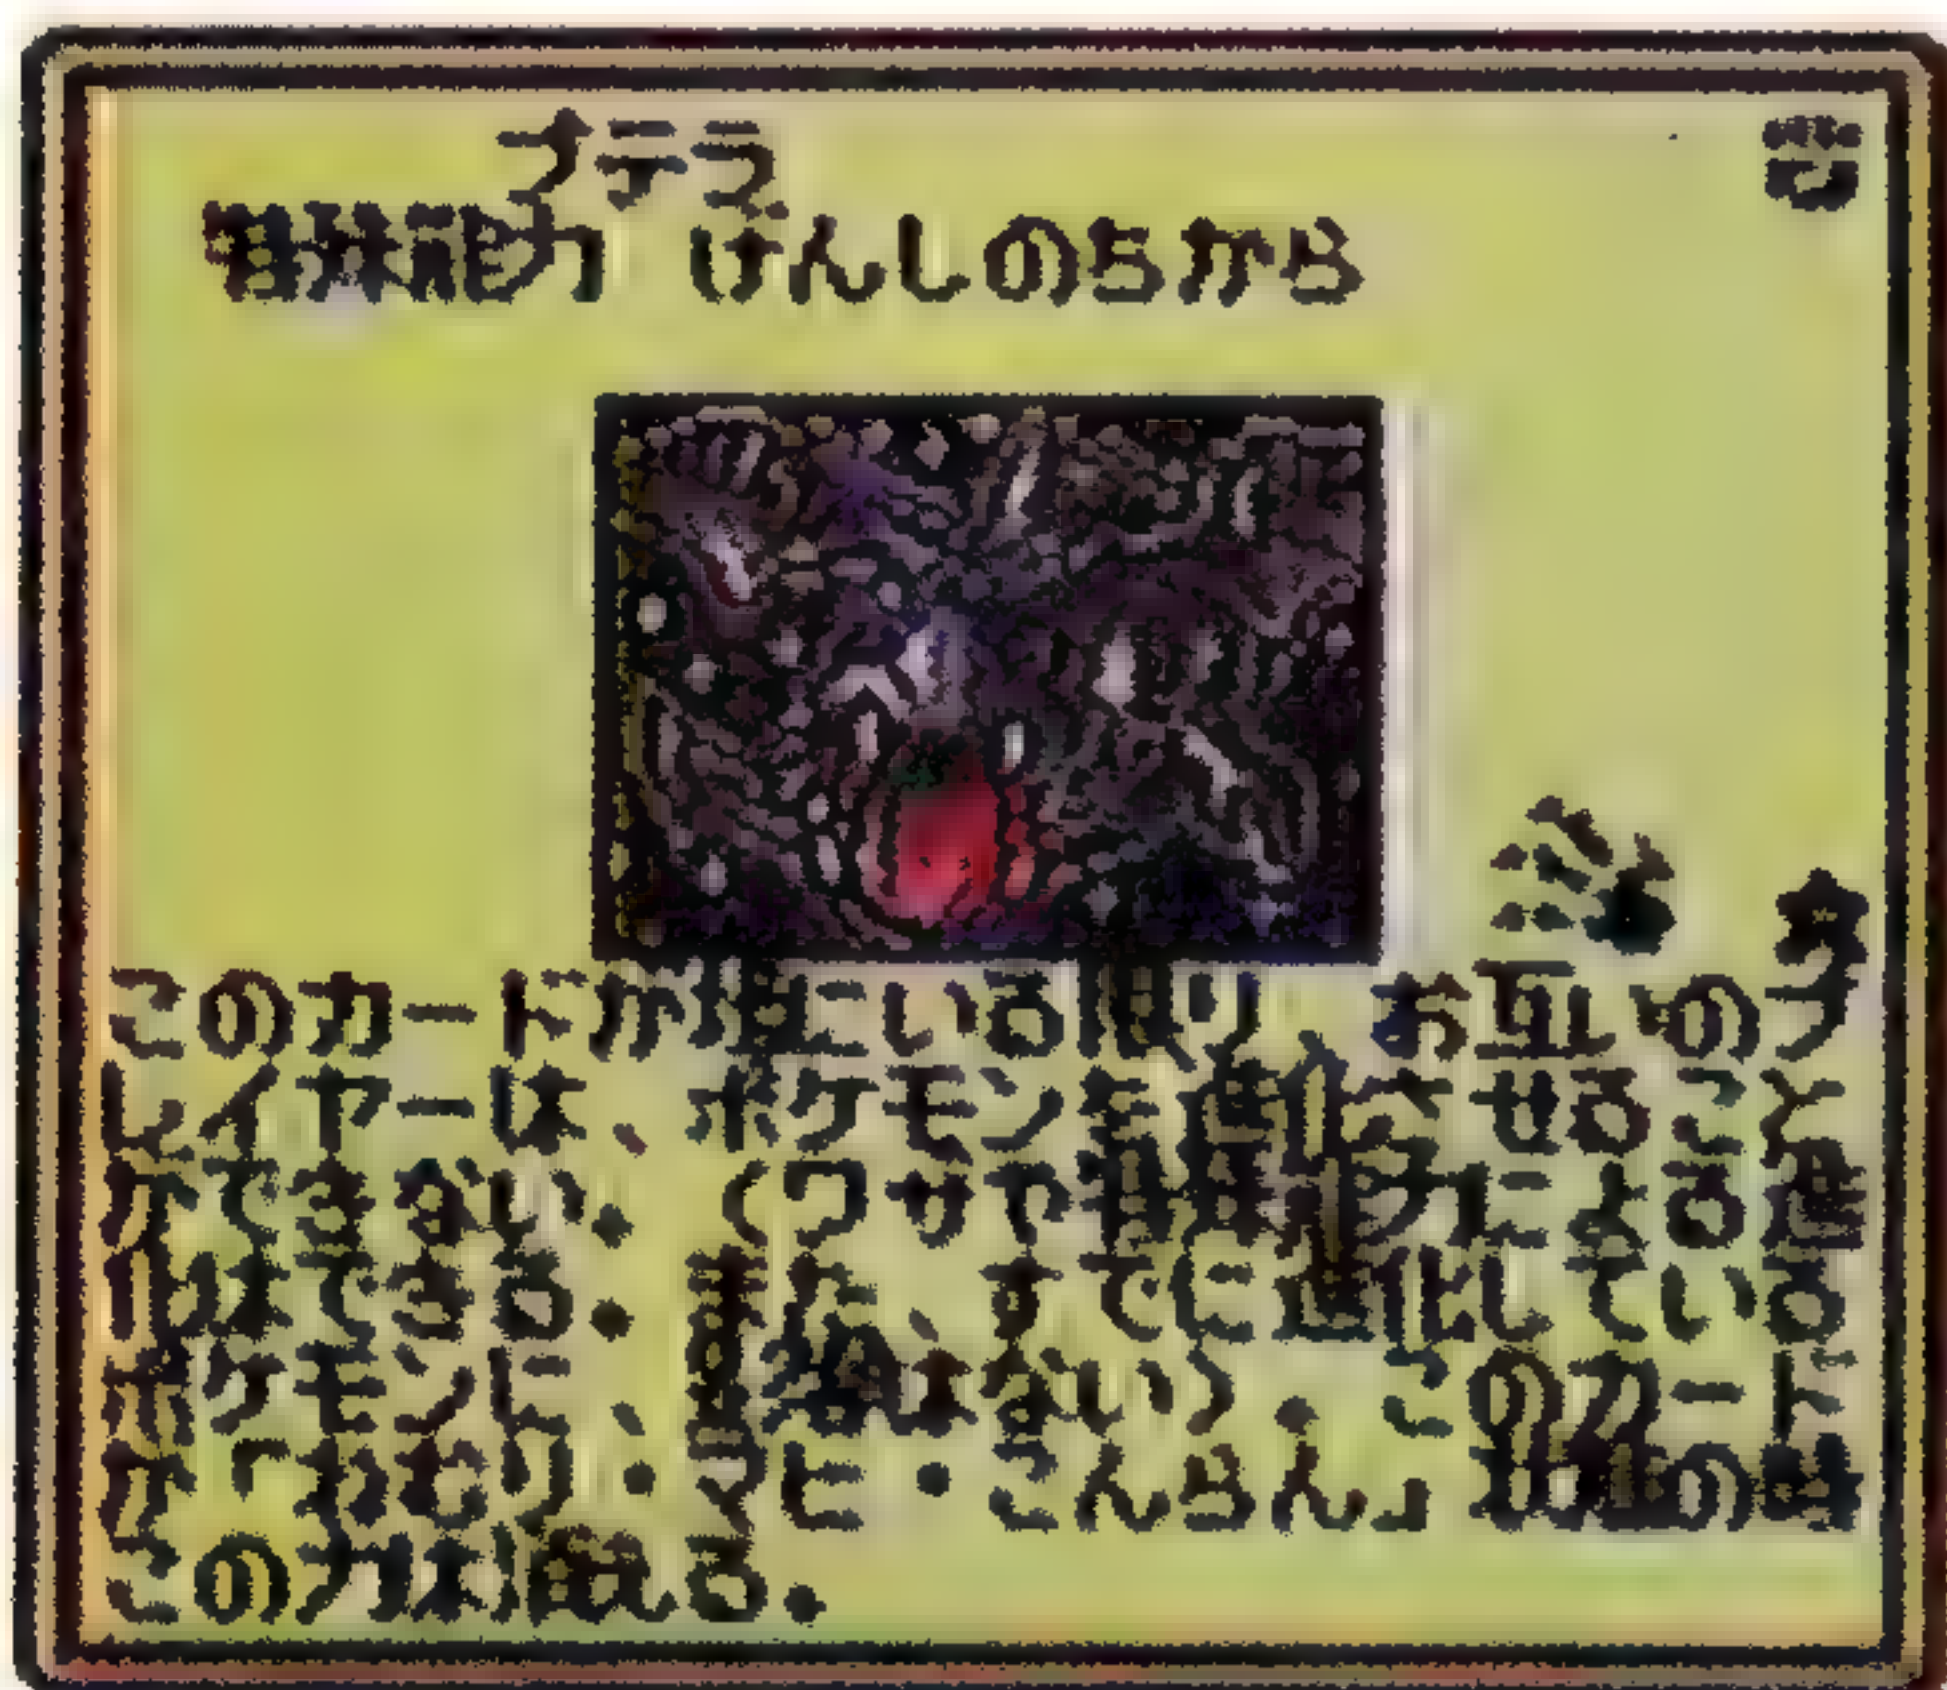 プテラ
特殊能力 げんしのちから
このカードが場にいる限り、お互いのプ
レイヤーは、ポケモンを進化させること
ができない。（ワザや特殊能力による進
化はできる。また、すでに進化している
ポケモンに、影響はない）。このカード
が「ねむり・マヒ・こんらん」状態の時
この力は消える。